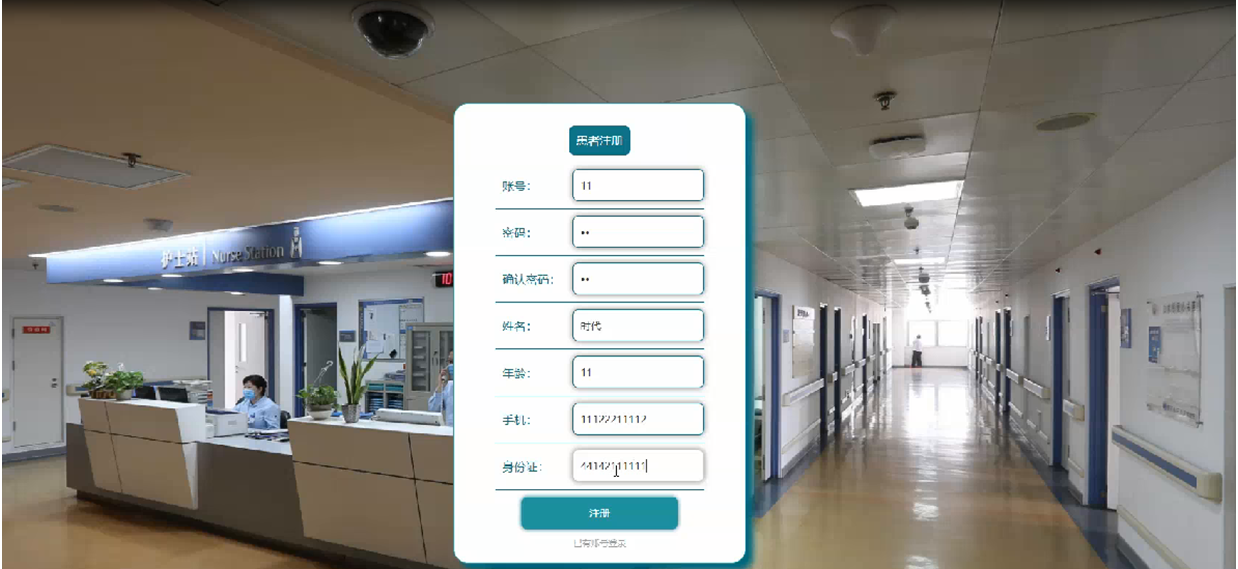 护士站 Nurse Station
10
患者注册
账号： 11
密码： ••
确认密码： ••
姓名： 时代
年龄： 11
手机： 11122211112
身份证： 44142111111
注册
已有账号登录